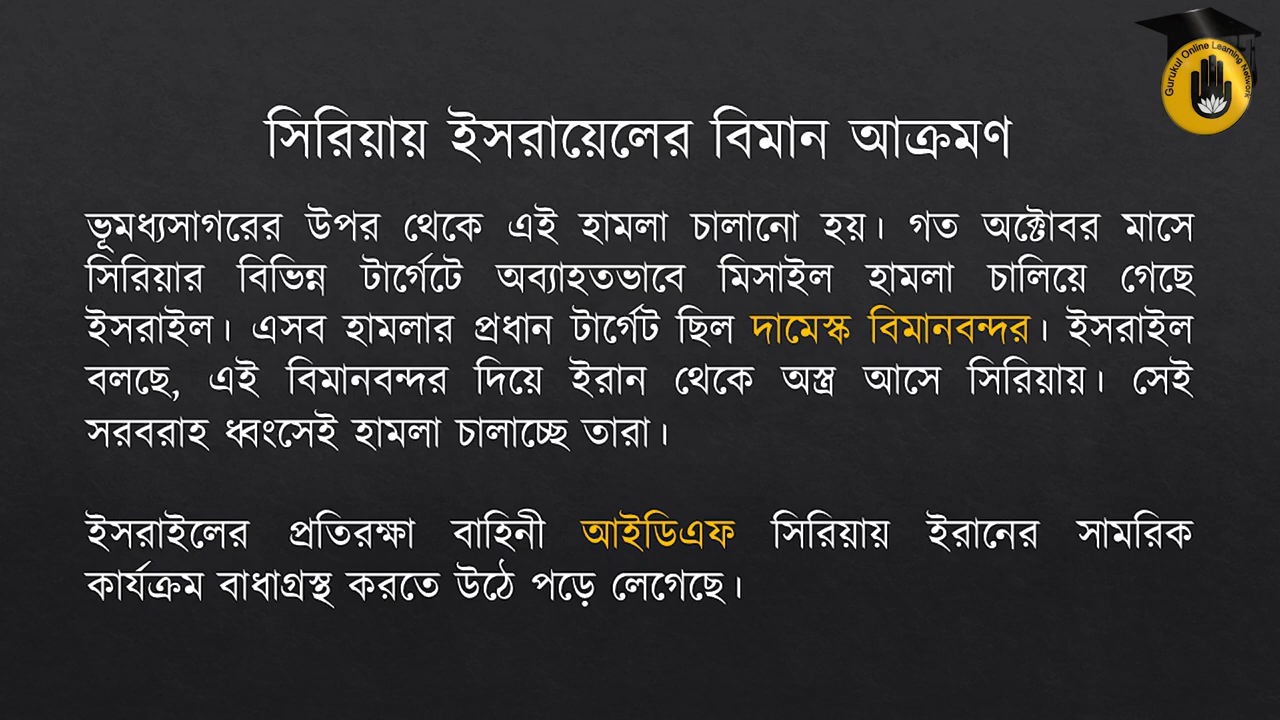 Gurukul Online Learning Network
সিরিয়ায় ইসরায়েলের বিমান আক্রমণ
ভূমধ্যসাগরের উপর থেকে এই হামলা চালানো হয়। গত অক্টোবর মাসে
সিরিয়ার বিভিন্ন টার্গেটে অব্যাহতভাবে মিসাইল হামলা চালিয়ে গেছে
ইসরাইল। এসব হামলার প্রধান টার্গেট ছিল দামেস্ক বিমানবন্দর। ইসরাইল
বলছে, এই বিমানবন্দর দিয়ে ইরান থেকে অস্ত্র আসে সিরিয়ায়। সেই
সরবরাহ ধ্বংসেই হামলা চালাচ্ছে তারা।
ইসরাইলের প্রতিরক্ষা বাহিনী আইডিএফ সিরিয়ায় ইরানের সামরিক
কার্যক্রম বাধাগ্রস্থ করতে উঠে পড়ে লেগেছে।